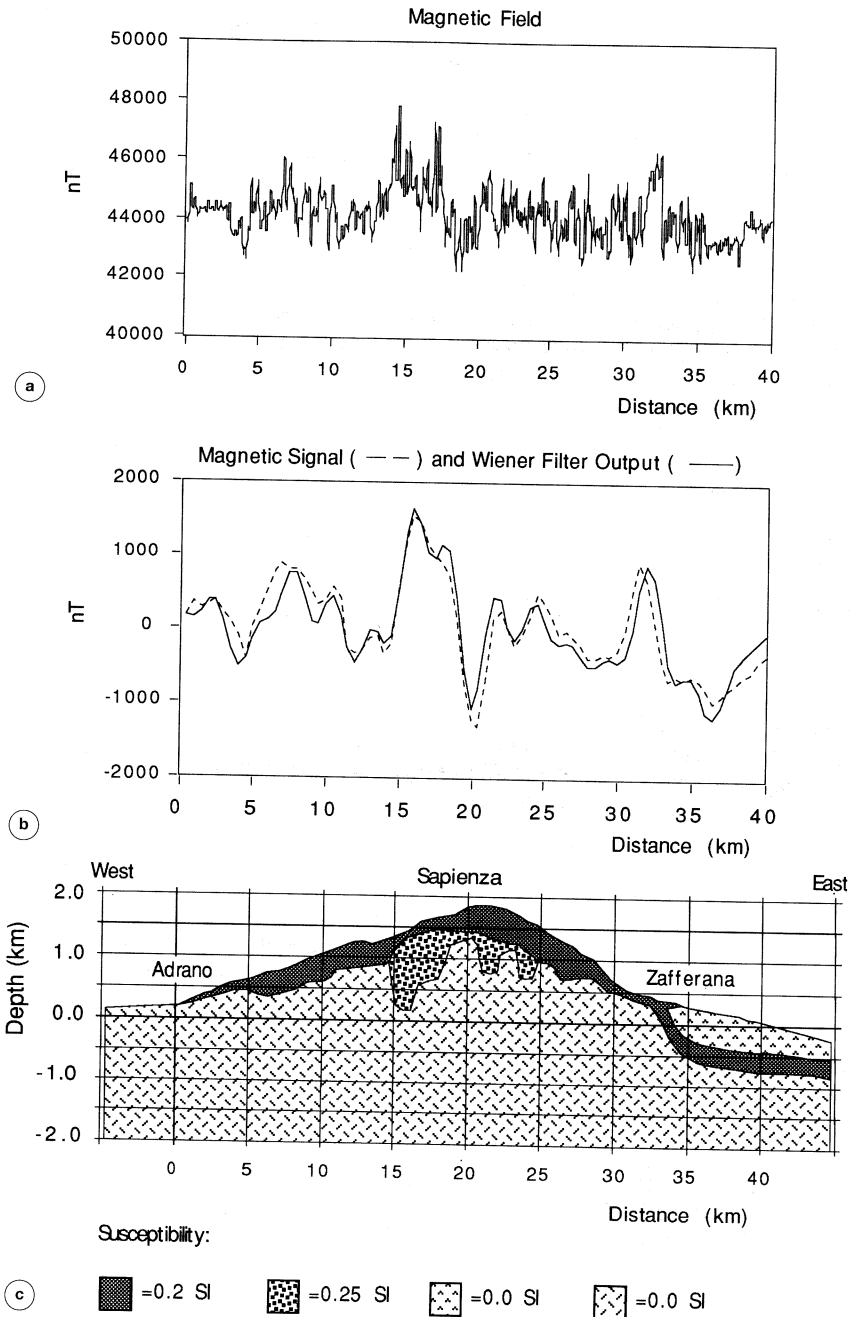 Magnetic Field
50000
48000
46000
44000
42000
40000
nT
0 5 10 15 20 25 30 35 40
Distance (km)
a
Magnetic Signal ( — — ) and Wiener Filter Output ( —— )
2000
1000
0
-1000
-2000
nT
0 5 10 15 20 25 30 35 40
Distance (km)
b
West Sapienza East
2.0
1.0
0.0
-1.0
-2.0
Depth (km)
Adrano Zafferana
0 5 10 15 20 25 30 35 40
Distance (km)
Susceptibility:
c
=0.2 SI =0.25 SI =0.0 SI =0.0 SI